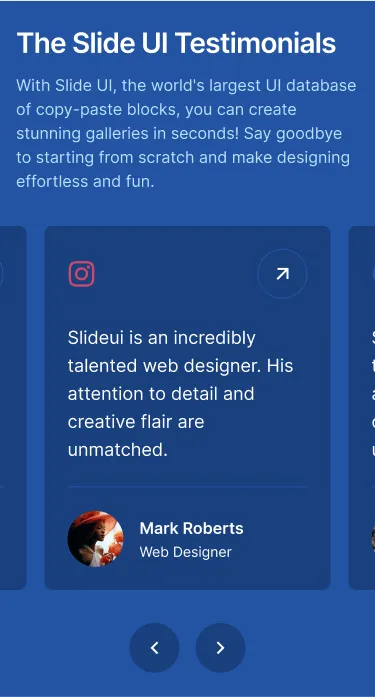 The Slide UI Testimonials
With Slide UI, the world's largest UI database
of copy-paste blocks, you can create
stunning galleries in seconds! Say goodbye
to starting from scratch and make designing
effortless and fun.
Slideui is an incredibly
talented web designer. His
attention to detail and
creative flair are
unmatched.
Mark Roberts
Web Designer